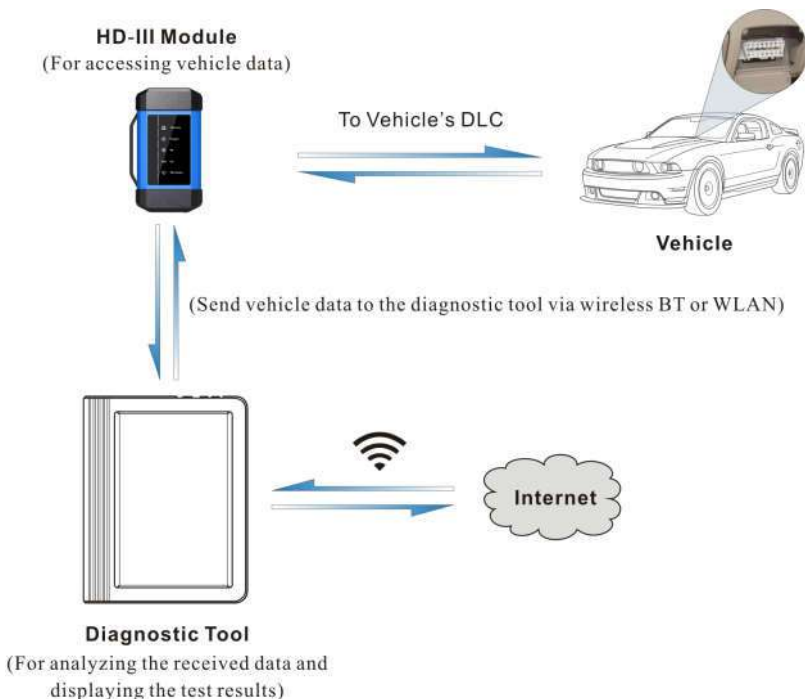 HD-III Module
(For accessing vehicle data)
To Vehicle's DLC
Vehicle
(Send vehicle data to the diagnostic tool via wireless BT or WLAN)
Internet
Diagnostic Tool
(For analyzing the received data and
displaying the test results)